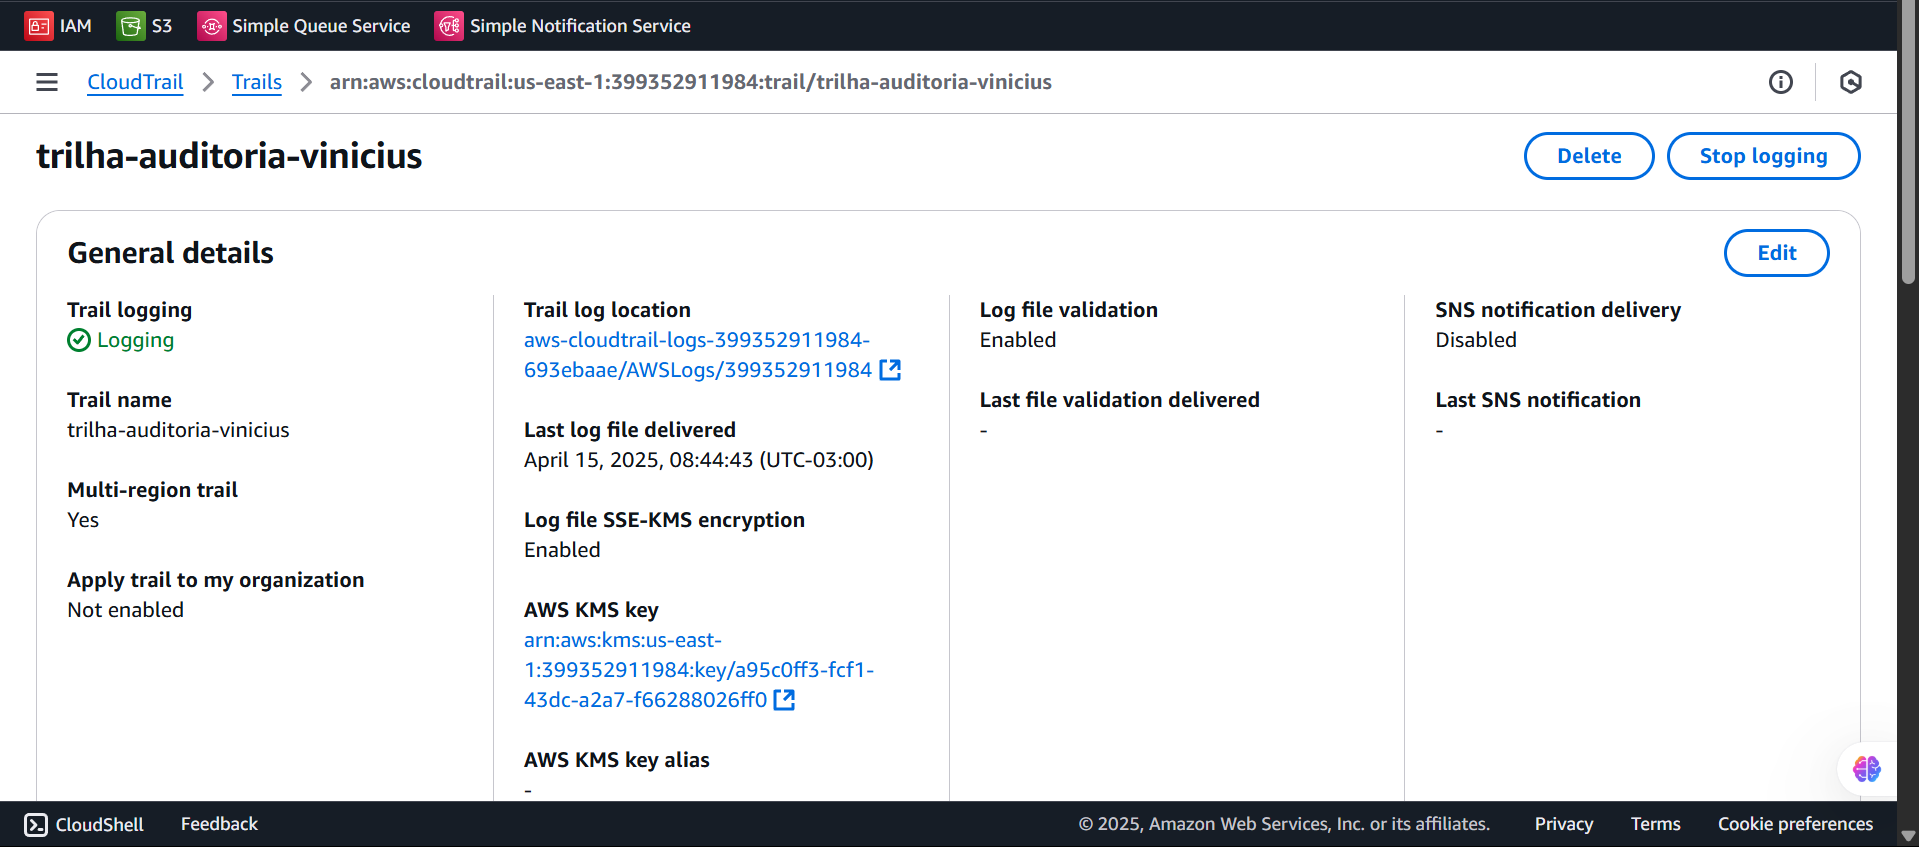 IAM S3 Simple Queue Service Simple Notification Service
CloudTrail Trails arn:aws:cloudtrail:us-east-1:399352911984:trail/trilha-auditoria-vinicius
trilha-auditoria-vinicius
Delete Stop logging
General details
Edit
Trail logging
Logging
Trail name
trilha-auditoria-vinicius
Multi-region trail
Yes
Apply trail to my organization
Not enabled
Trail log location
aws-cloudtrail-logs-399352911984-
693ebaae/AWSLogs/399352911984
Last log file delivered
April 15, 2025, 08:44:43 (UTC-03:00)
Log file SSE-KMS encryption
Enabled
AWS KMS key
arn:aws:kms:us-east-
1:399352911984:key/a95c0ff3-fcf1-
43dc-a2a7-f66288026ff0
AWS KMS key alias
-
Log file validation
Enabled
Last file validation delivered
-
SNS notification delivery
Disabled
Last SNS notification
-
CloudShell Feedback © 2025, Amazon Web Services, Inc. or its affiliates. Privacy Terms Cookie preferences